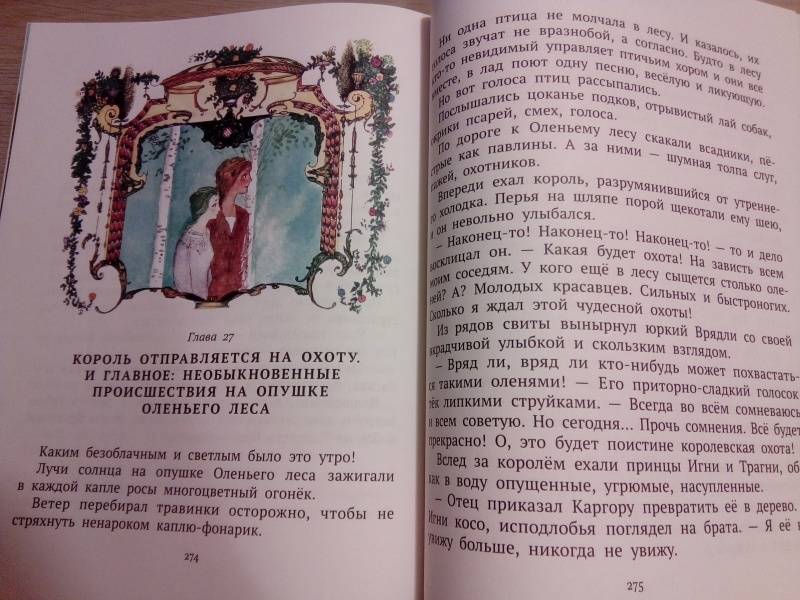 Глава 27
КОРОЛЬ ОТПРАВЛЯЕТСЯ НА ОХОТУ.
И ГЛАВНОЕ: НЕОБЫКНОВЕННЫЕ
ПРОИСШЕСТВИЯ НА ОПУШКЕ
ОЛЕНЬЕГО ЛЕСА
Каким безоблачным и светлым было это утро!
Лучи солнца на опушке Оленьего леса зажигали
в каждой капле росы многоцветный огонёк.
Ветер перебирал травинки осторожно, чтобы не
стряхнуть ненароком каплю-фонарик.
274
Ни одна птица не молчала в лесу. И казалось, их
голоса звучат не вразнобой, а согласно. Будто в лесу
кто-то невидимый управляет птичьим хором и они все
вместе, в лад поют одну песню, весёлую и ликующую.
Но вот голоса птиц рассыпались.
Послышались цоканье подков, отрывистый лай собак,
окрики псарей, смех, голоса.
По дороге к Оленьему лесу скакали всадники, пё-
стрые как павлины. А за ними — шумная толпа слуг,
пажей, охотников.
Впереди ехал король, разрумянившийся от утренне-
го холодка. Перья на шляпе порой щекотали ему шею,
и он невольно улыбался.
— Наконец-то! Наконец-то! Наконец-то! — то и дело
восклицал он. — Какая будет охота! На зависть всем
моим соседям. У кого ещё в лесу сыщется столько оле-
ней? А? Молодых красавцев. Сильных и быстроногих.
Сколько я ждал этой чудесной охоты!
Из рядов свиты вынырнул юркий Врядли со своей
вкрадчивой улыбкой и скользким взглядом.
— Вряд ли, вряд ли кто-нибудь может похвастать-
ся такими оленями! — Его приторно-сладкий голосок
тёк липкими струйками. — Всегда во всём сомневаюсь
и всем советую. Но сегодня... Прочь сомнения. Всё будет
прекрасно! О, это будет поистине королевская охота!
Вслед за королём ехали принцы Игни и Трагни, об
как в воду опущенные, угрюмые, насупленные.
— Отец приказал Каргору превратить её в дерево. —
Игни косо, исподлобья поглядел на брата. — Я её н
увижу больше, никогда не увижу.
275